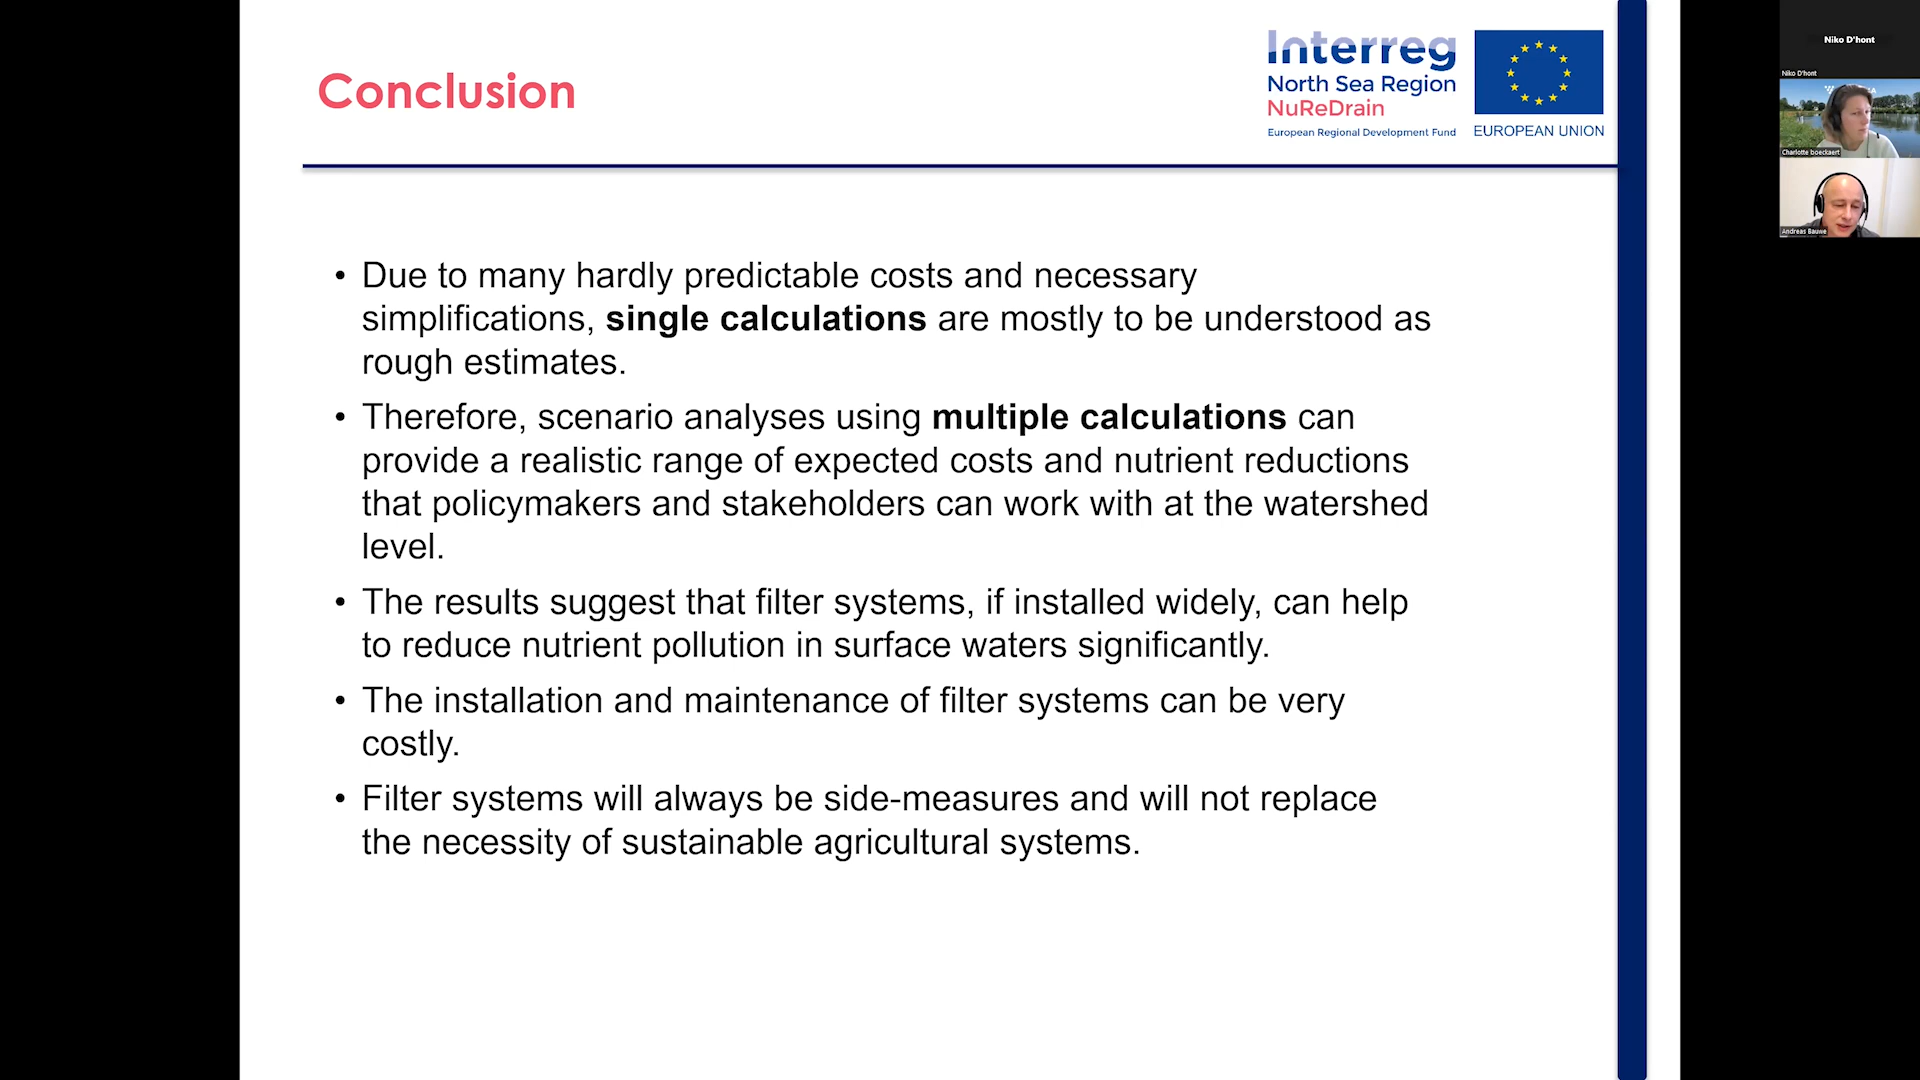 Conclusion
Interreg
North Sea Region
NuReDrain
European Regional Development Fund
EUROPEAN UNION
• Due to many hardly predictable costs and necessary
simplifications, single calculations are mostly to be understood as
rough estimates.
• Therefore, scenario analyses using multiple calculations can
provide a realistic range of expected costs and nutrient reductions
that policymakers and stakeholders can work with at the watershed
level.
• The results suggest that filter systems, if installed widely, can help
to reduce nutrient pollution in surface waters significantly.
• The installation and maintenance of filter systems can be very
costly.
• Filter systems will always be side-measures and will not replace
the necessity of sustainable agricultural systems.
Niko D'hont
Niko D'hont
Charlotte boeckaert
Andreas Bauwe